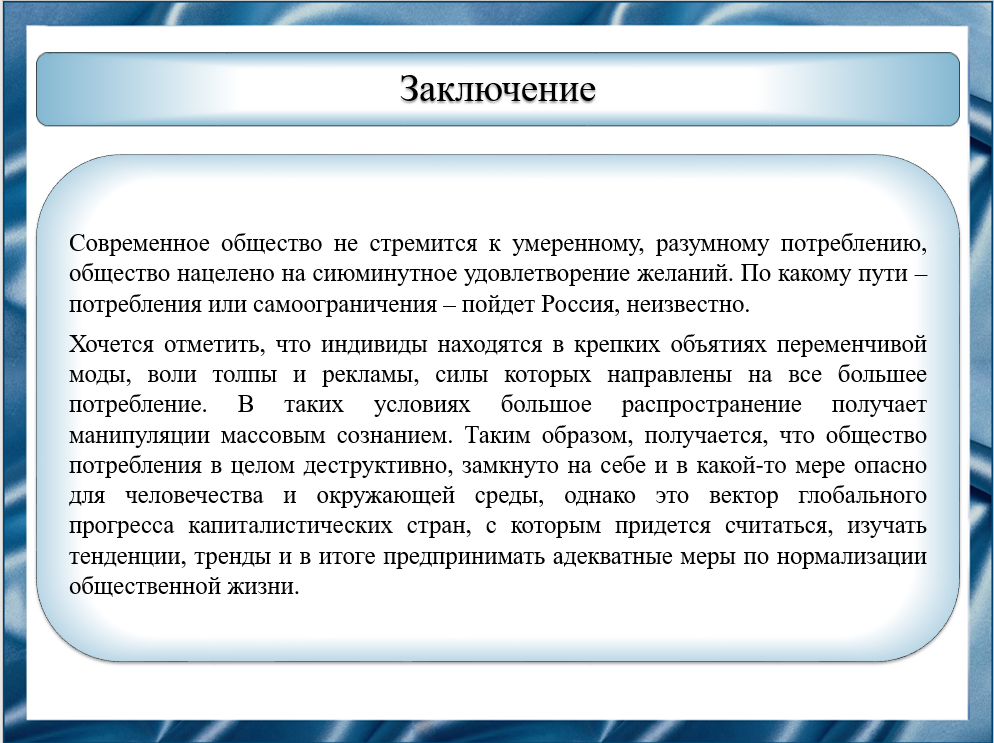 Заключение
Современное общество не стремится к умеренному, разумному потреблению,
общество нацелено на сиюминутное удовлетворение желаний. По какому пути –
потребления или самоограничения – пойдет Россия, неизвестно.
Хочется отметить, что индивиды находятся в крепких объятиях переменчивой
моды, воли толпы и рекламы, силы которых направлены на все большее
потребление. В таких условиях большое распространение получает
манипуляции массовым сознанием. Таким образом, получается, что общество
потребления в целом деструктивно, замкнуто на себе и в какой-то мере опасно
для человечества и окружающей среды, однако это вектор глобального
прогресса капиталистических стран, с которым придется считаться, изучать
тенденции, тренды и в итоге предпринимать адекватные меры по нормализации
общественной жизни.